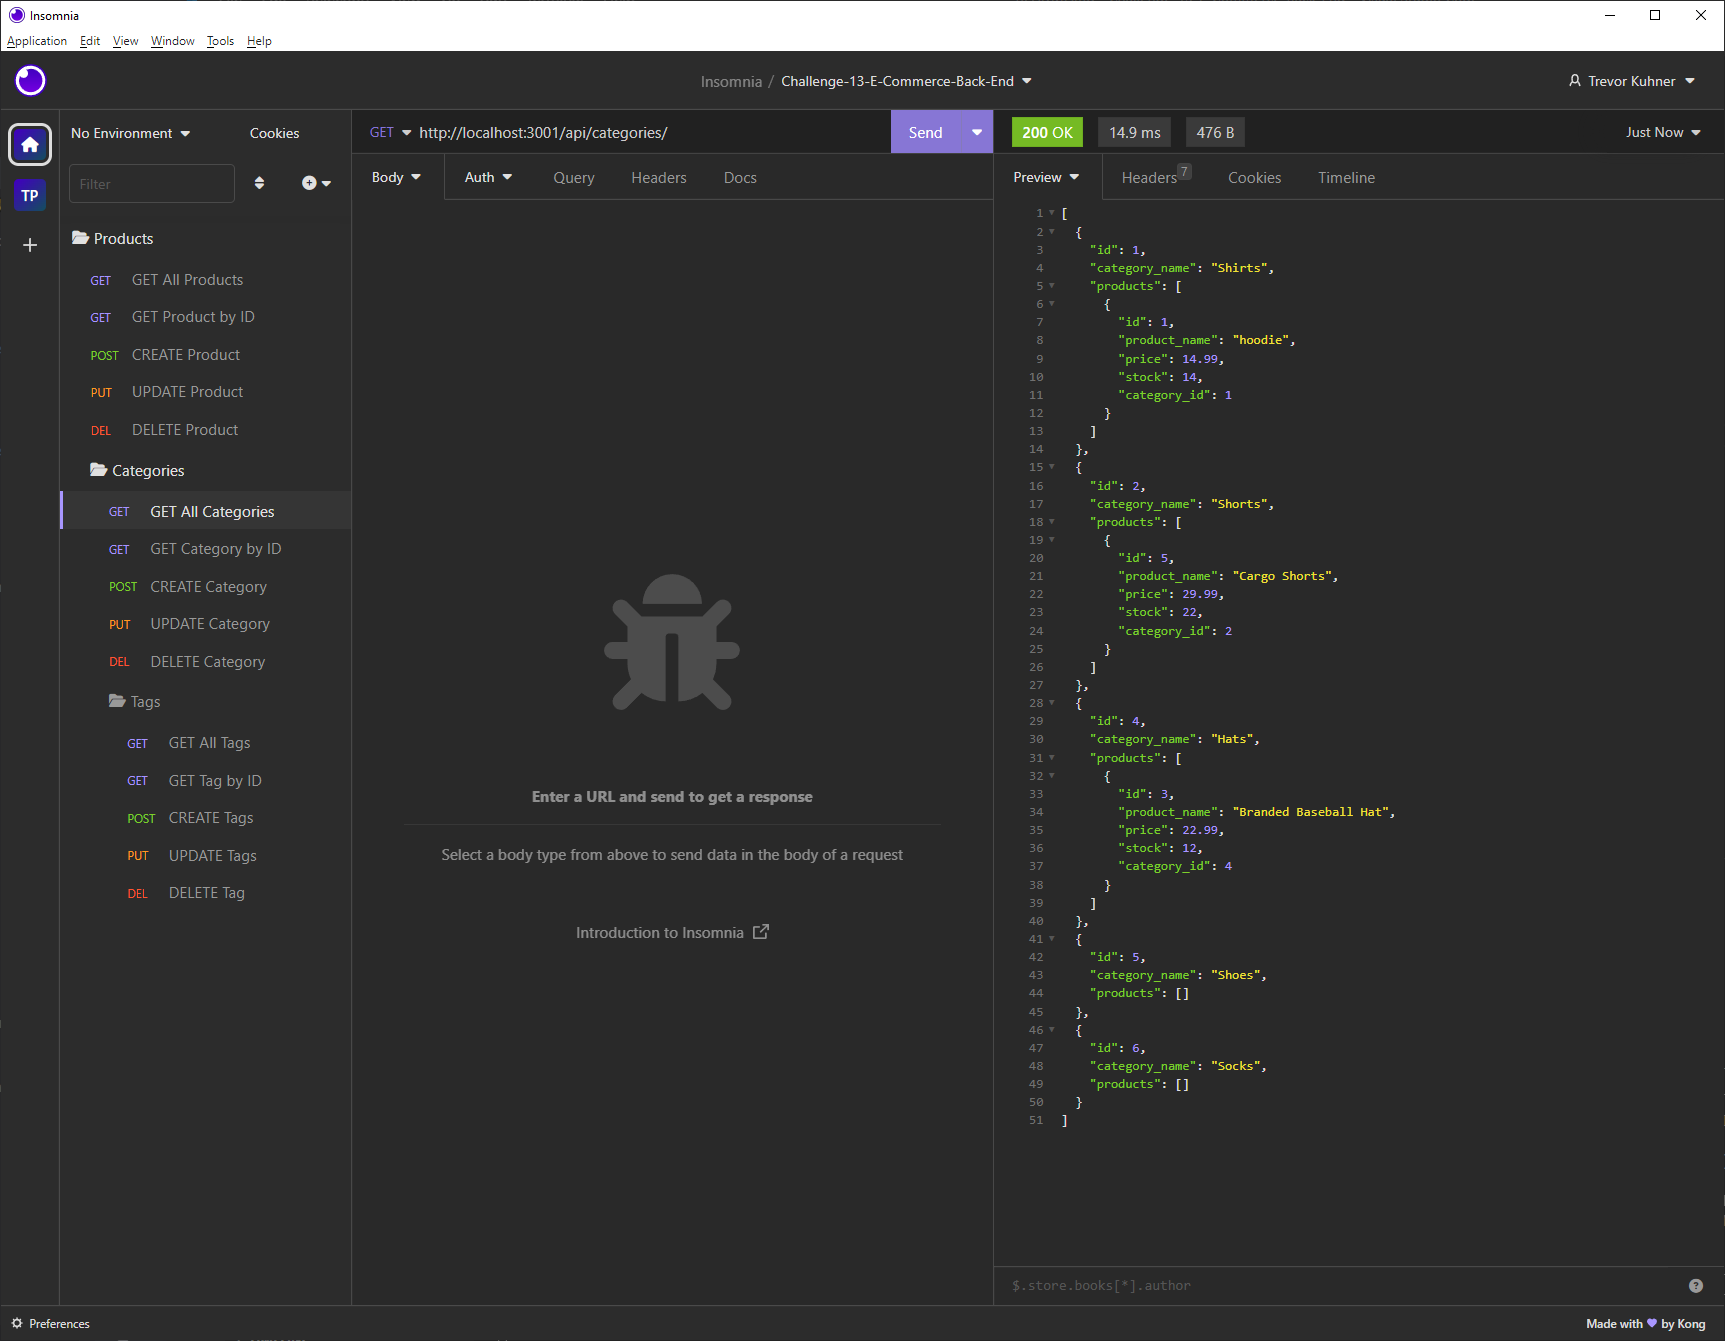 Insomnia
Application Edit View Window Tools Help
Insomnia / Challenge-13-E-Commerce-Back-End
Trevor Kuhner
No Environment
Cookies
Filter
TP
Products
GET GET All Products
GET GET Product by ID
POST CREATE Product
PUT UPDATE Product
DEL DELETE Product
Categories
GET GET All Categories
GET GET Category by ID
POST CREATE Category
PUT UPDATE Category
DEL DELETE Category
Tags
GET GET All Tags
GET GET Tag by ID
POST CREATE Tags
PUT UPDATE Tags
DEL DELETE Tag
GET http://localhost:3001/api/categories/
Send
Body Auth Query Headers Docs
Enter a URL and send to get a response
Select a body type from above to send data in the body of a request
Introduction to Insomnia
200 OK 14.9 ms 476 B Just Now
Preview Headers 7 Cookies Timeline
1 [
2 {
3 "id": 1,
4 "category_name": "Shirts",
5 "products": [
6 {
7 "id": 1,
8 "product_name": "hoodie",
9 "price": 14.99,
10 "stock": 14,
11 "category_id": 1
12 }
13 ]
14 },
15 {
16 "id": 2,
17 "category_name": "Shorts",
18 "products": [
19 {
20 "id": 5,
21 "product_name": "Cargo Shorts",
22 "price": 29.99,
23 "stock": 22,
24 "category_id": 2
25 }
26 ]
27 },
28 {
29 "id": 4,
30 "category_name": "Hats",
31 "products": [
32 {
33 "id": 3,
34 "product_name": "Branded Baseball Hat",
35 "price": 22.99,
36 "stock": 12,
37 "category_id": 4
38 }
39 ]
40 },
41 {
42 "id": 5,
43 "category_name": "Shoes",
44 "products": []
45 },
46 {
47 "id": 6,
48 "category_name": "Socks",
49 "products": []
50 }
51 ]
$.store.books[*].author
Preferences
Made with by Kong